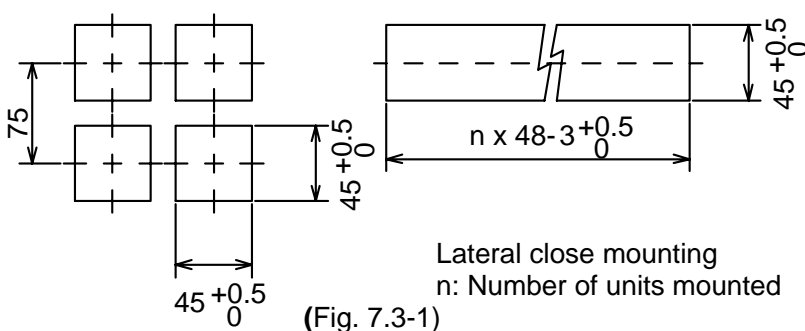 75
45 +0.5 0
45 +0.5 0
(Fig. 7.3-1)
n x 48-3 +0.5 0
45 +0.5 0
Lateral close mounting
n: Number of units mounted